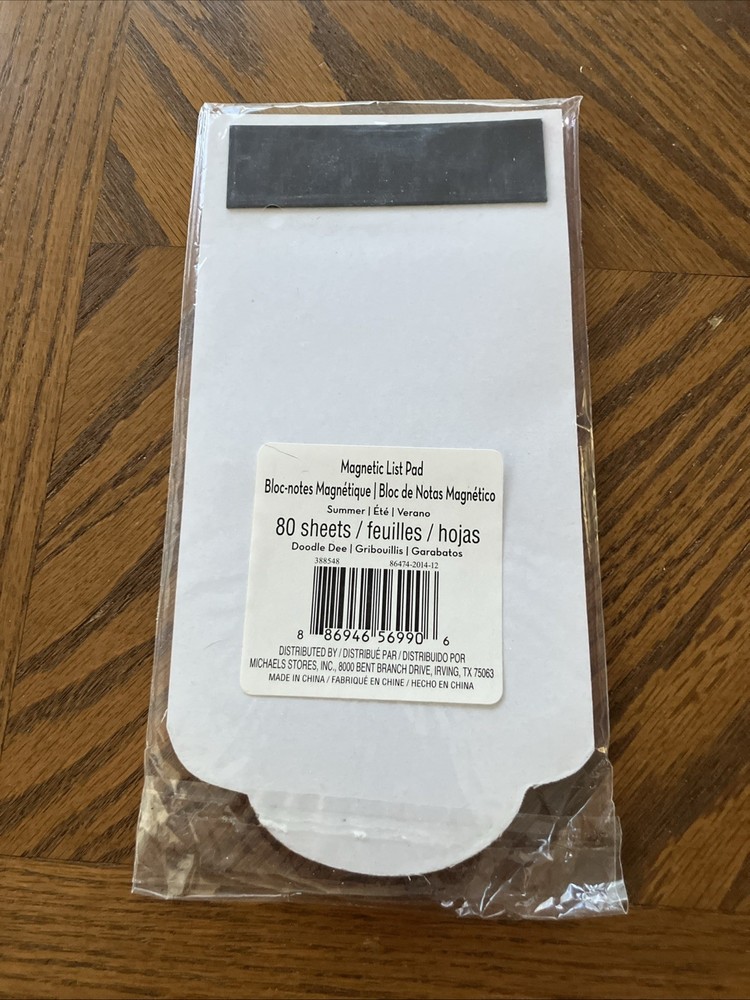 Magnetic List Pad
Bloc-notes Magnétique | Bloc de Notas Magnético
Summer | Été | Verano
80 sheets / feuilles / hojas
Doodle Dee | Gribouillis | Garabatos
388548 86474-2014-12
8 86946 56990 6
DISTRIBUTED BY / DISTRIBUÉ PAR / DISTRIBUIDO POR
MICHAELS STORES, INC., 8000 BENT BRANCH DRIVE, IRVING, TX 75063
MADE IN CHINA / FABRIQUÉ EN CHINE / HECHO EN CHINA